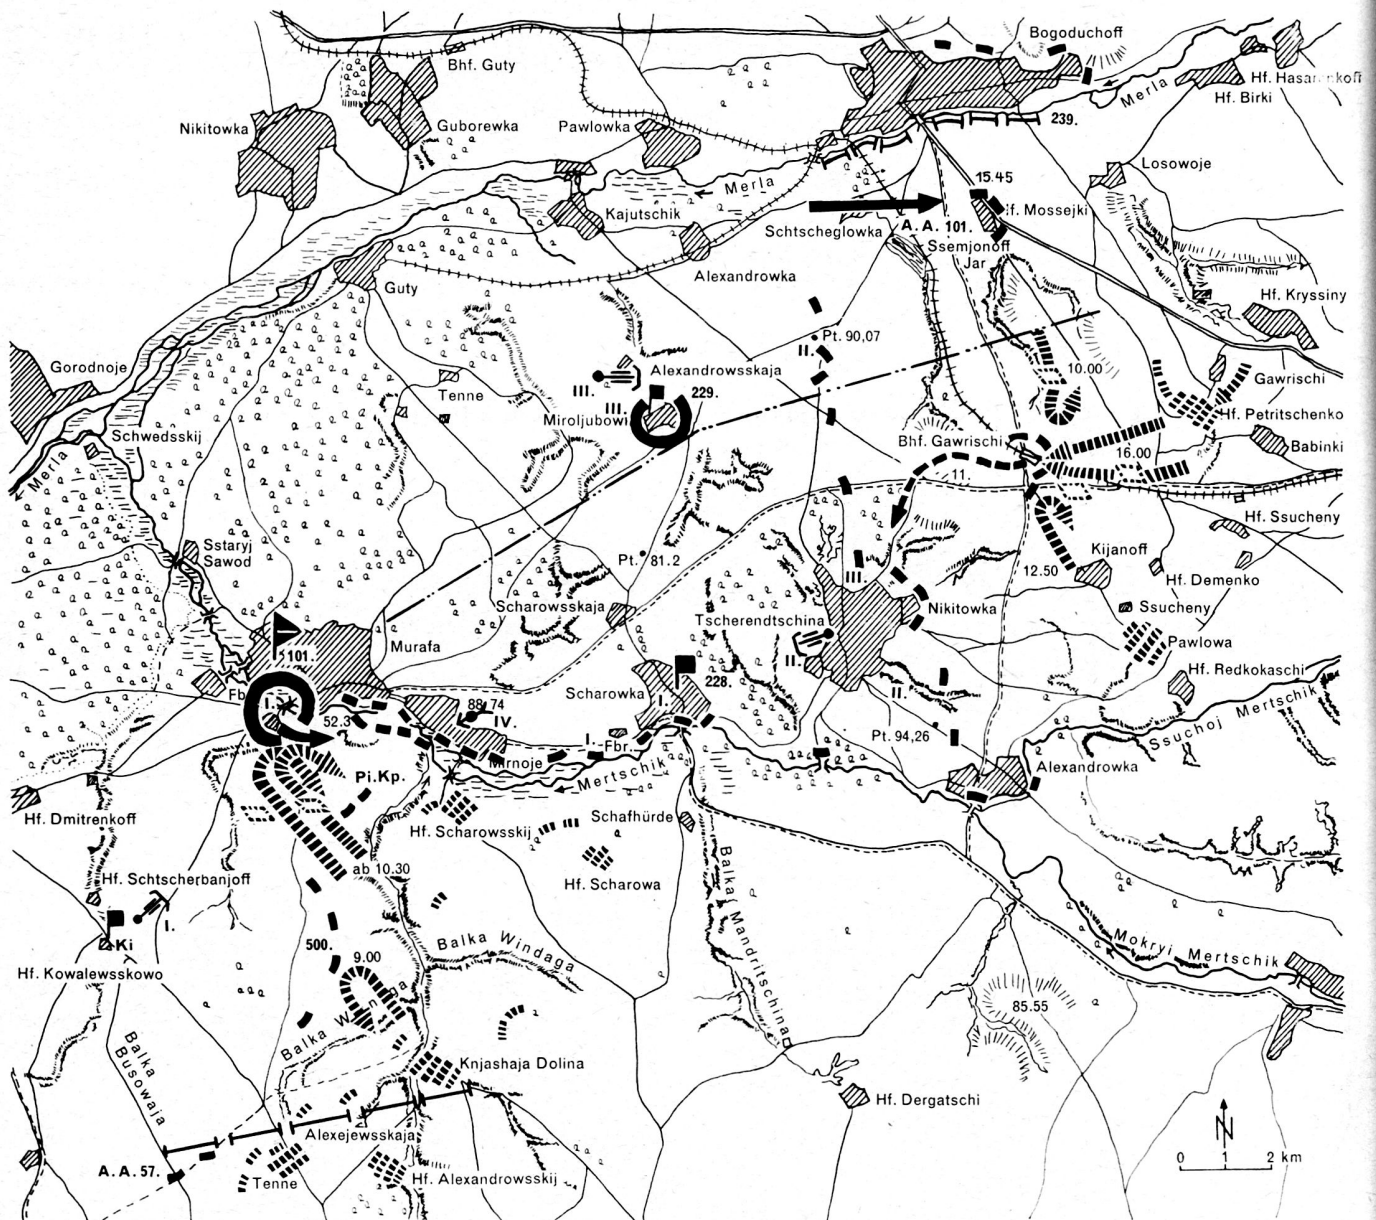 Bogoduchoff
Bhf. Guty
Hf. Hasarenkoff
Merla
Hf. Birki
Nikitowka
Guborewka
Pawlowka
239.
Losowoje
15.45
Merla
Kajutschik
Hf. Mossejki
Schtscheglowka
A. A. 101.
Ssemjonoff
Jar
Alexandrowka
Guty
Hf. Kryssiny
Pt. 90,07
II.
Gorodnoje
Alexandrowsskaja
10.00
Gawrischi
III.
Tenne
III.
229.
Miroljubowi
Hf. Petritschenko
Schwedsskij
Bhf. Gawrischi
16.00
Babinki
Merla
11.
Hf. Ssucheny
Sstaryj
Sawod
Pt. 81.2
Kijanoff
12.50
III.
Hf. Demenko
Scharowsskaja
Nikitowka
Ssucheny
Tscherendtschina
Murafa
Pawlowa
101.
II.
Hf. Redkokaschi
228.
Fb
I.
Scharowka
I.
II.
88,74
IV.
52.3
Ssuchoj Mertschik
Pt. 94,26
I.
Fbr.
Mirnoje
Alexandrowka
Pi.Kp.
Mertschik
Hf. Dmitrenkoff
Hf. Scharowsskij
Schafhürde
ab 10.30
Hf. Schtscherbanjoff
Hf. Scharowa
Balkaj Mandritschina
I.
Ki
500.
Balka Windaga
Mokryi Mertschik
Hf. Kowalewsskowo
9.00
85.55
Balka Busowaja
Knjashaja Dolina
Hf. Dergatschi
N
Alexejewsskaja
0 1 2 km
A. A. 57.
Tenne
Hf. Alexandrowsskij